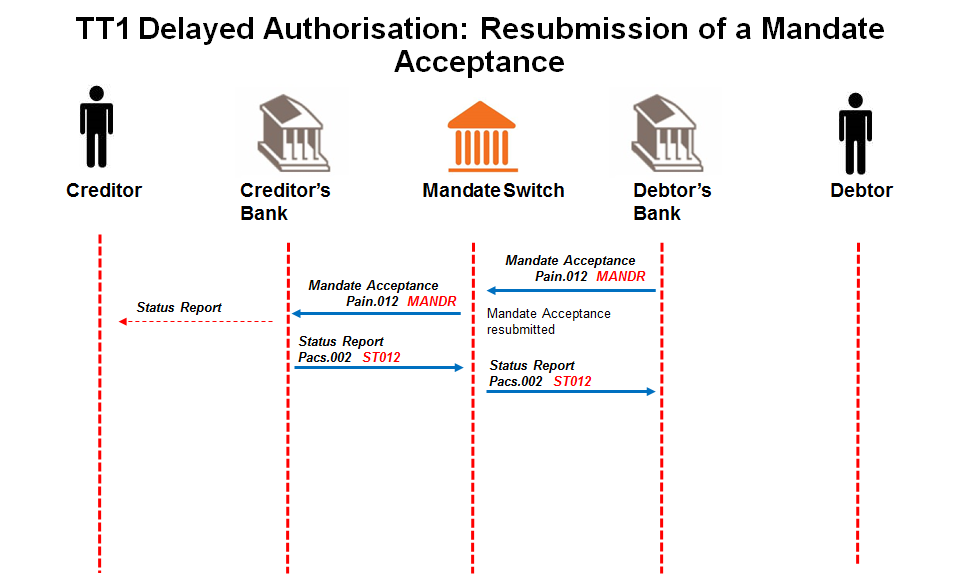 TT1 Delayed Authorisation: Resubmission of a Mandate
Acceptance
Creditor
Creditor's
Bank
Mandate Switch
Debtor's
Bank
Debtor
Mandate Acceptance
Pain.012 MANDR
Mandate Acceptance
Pain.012 MANDR
Status Report
Mandate Acceptance
resubmitted
Status Report
Pacs.002 ST012
Status Report
Pacs.002 ST012